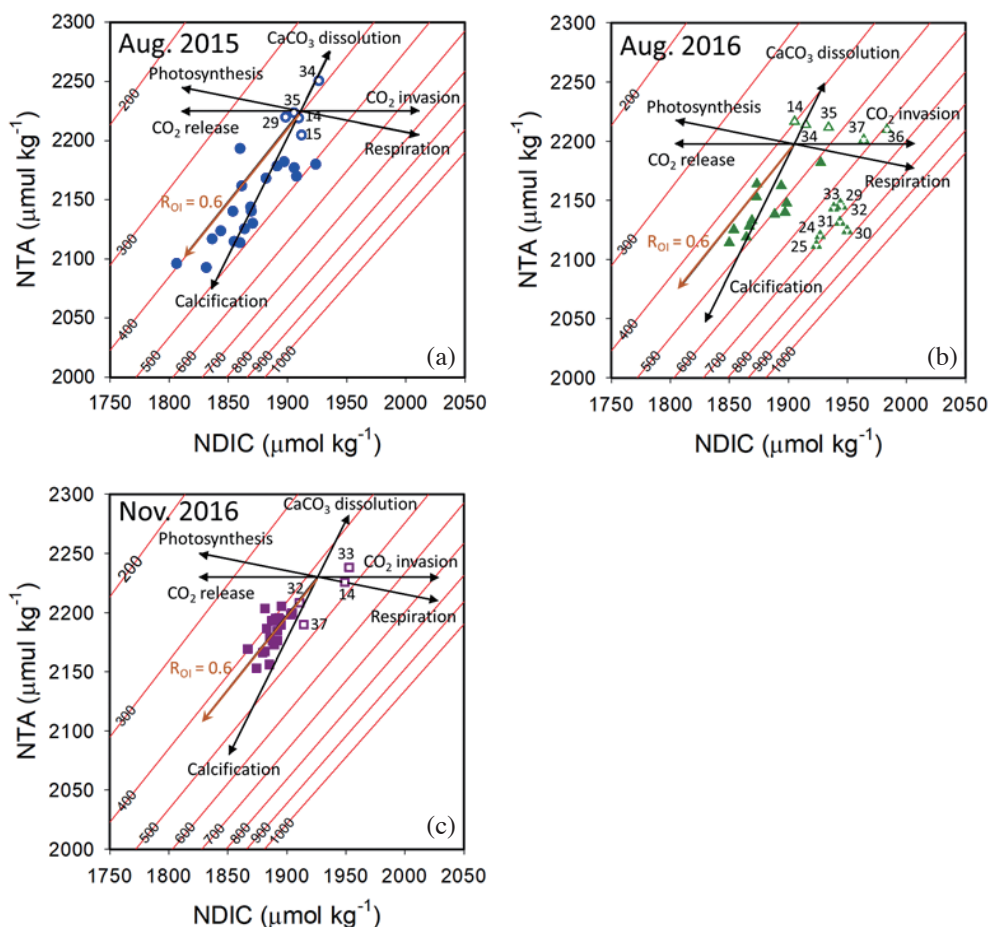 Aug. 2015
CaCO₃ dissolution
34
Photosynthesis
200
35
CO₂ invasion
CO₂ release
29
14
15
Respiration
R_OI = 0.6
300
Calcification
400
500
600
700
800
900
1000
(a)
2300
2250
2200
2150
2100
2050
2000
1750 1800 1850 1900 1950 2000 2050
NTA (μmul kg⁻¹)
NDIC (μmol kg⁻¹)
Aug. 2016
CaCO₃ dissolution
200
Photosynthesis
14
35
CO₂ invasion
34
37
36
CO₂ release
Respiration
33 29
32
31
24
30
25
R_OI = 0.6
300
Calcification
400
500
600
700
800
900
1000
(b)
2300
2250
2200
2150
2100
2050
2000
1750 1800 1850 1900 1950 2000 2050
NTA (μmul kg⁻¹)
NDIC (μmol kg⁻¹)
Nov. 2016
CaCO₃ dissolution
Photosynthesis
33
CO₂ invasion
200
CO₂ release
32
14
Respiration
37
R_OI = 0.6
300
Calcification
400
500
600
700
800
900
1000
(c)
2300
2250
2200
2150
2100
2050
2000
1750 1800 1850 1900 1950 2000 2050
NTA (μmul kg⁻¹)
NDIC (μmol kg⁻¹)